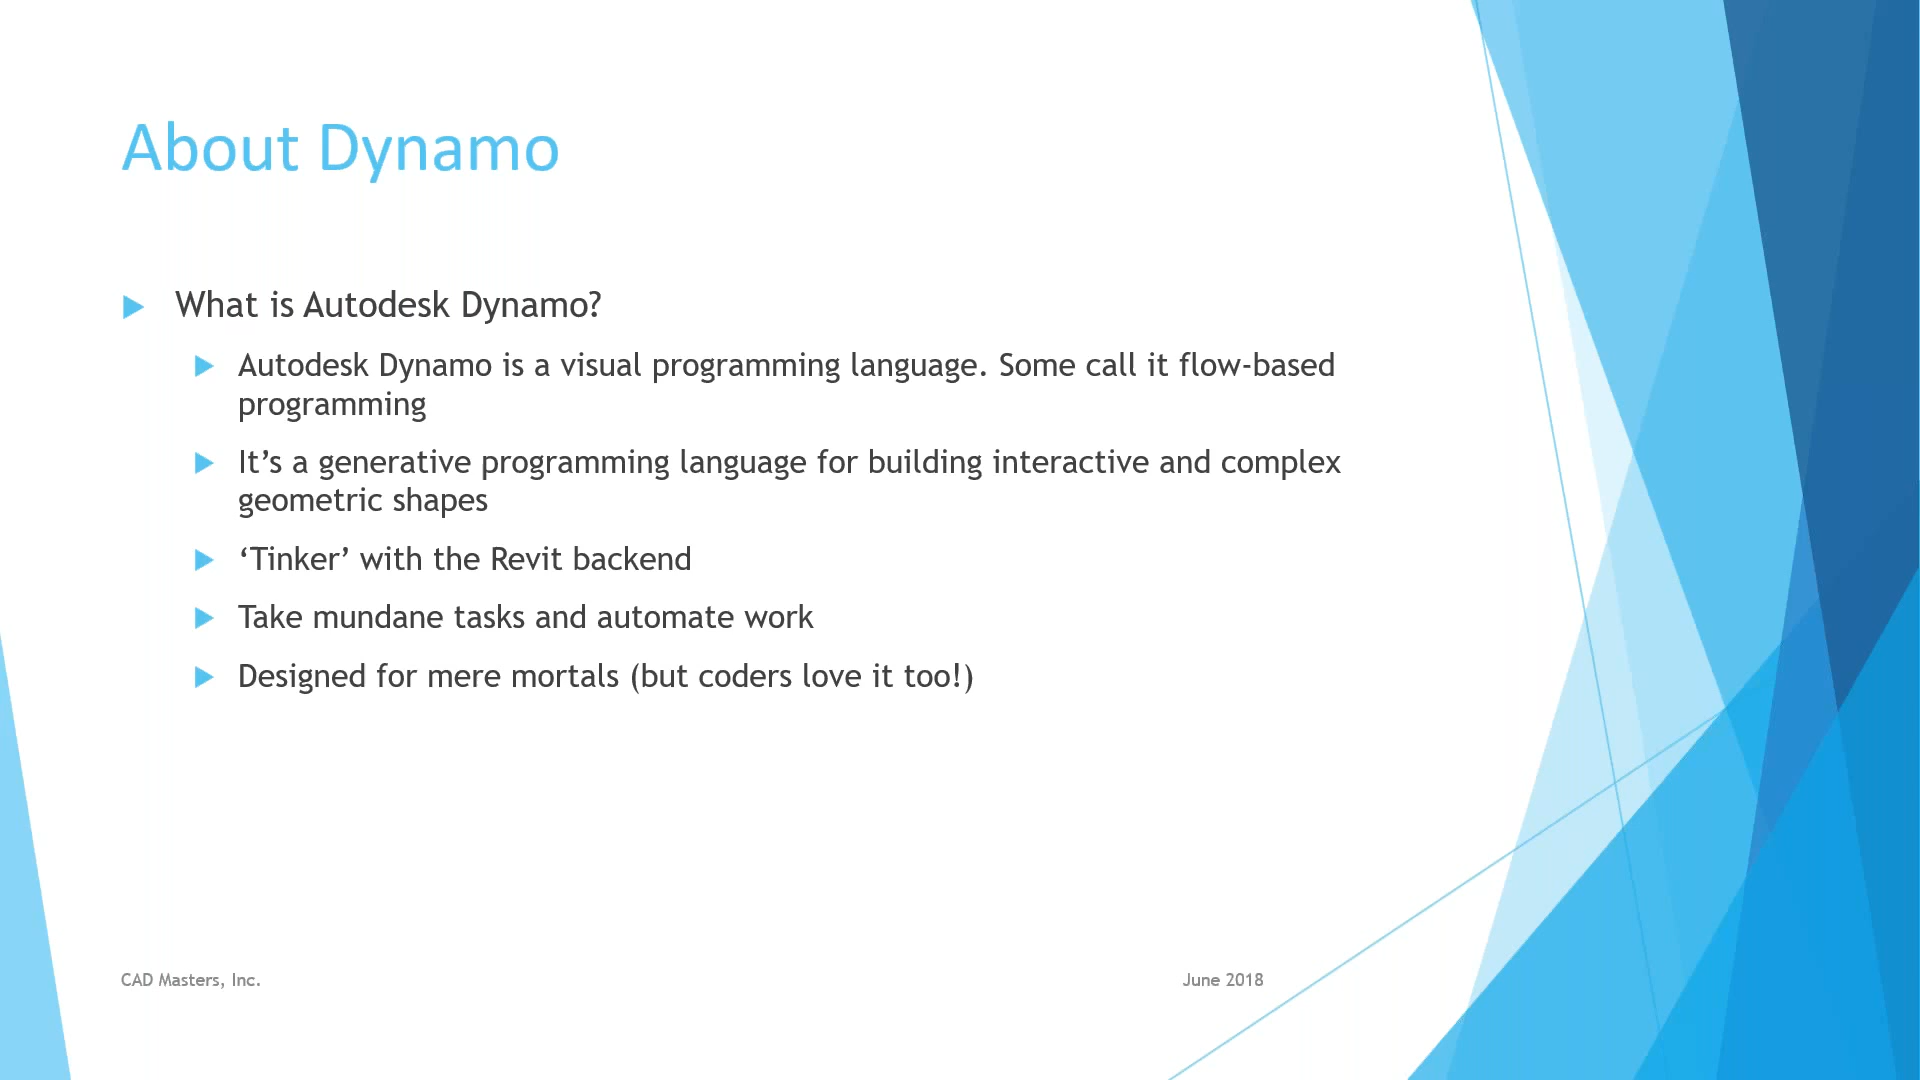 About Dynamo
What is Autodesk Dynamo?
Autodesk Dynamo is a visual programming language. Some call it flow-based
programming
It’s a generative programming language for building interactive and complex
geometric shapes
‘Tinker’ with the Revit backend
Take mundane tasks and automate work
Designed for mere mortals (but coders love it too!)
CAD Masters, Inc.
June 2018